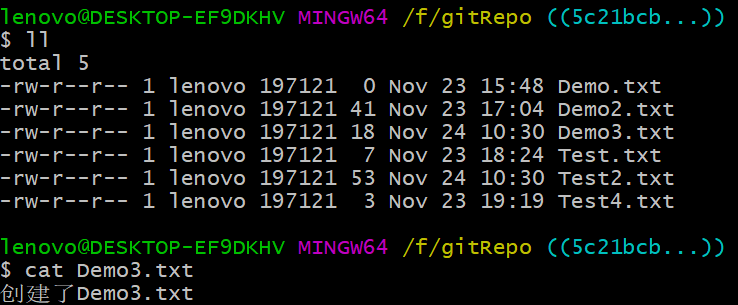 lenovo@DESKTOP-EF9DKHV MINGW64 /f/gitRepo ((5c21bcb...))
$ ll
total 5
-rw-r--r-- 1 lenovo 197121  0 Nov 23 15:48 Demo.txt
-rw-r--r-- 1 lenovo 197121 41 Nov 23 17:04 Demo2.txt
-rw-r--r-- 1 lenovo 197121 18 Nov 24 10:30 Demo3.txt
-rw-r--r-- 1 lenovo 197121  7 Nov 23 18:24 Test.txt
-rw-r--r-- 1 lenovo 197121 53 Nov 24 10:30 Test2.txt
-rw-r--r-- 1 lenovo 197121  3 Nov 23 19:19 Test4.txt
lenovo@DESKTOP-EF9DKHV MINGW64 /f/gitRepo ((5c21bcb...))
$ cat Demo3.txt
创建了Demo3.txt